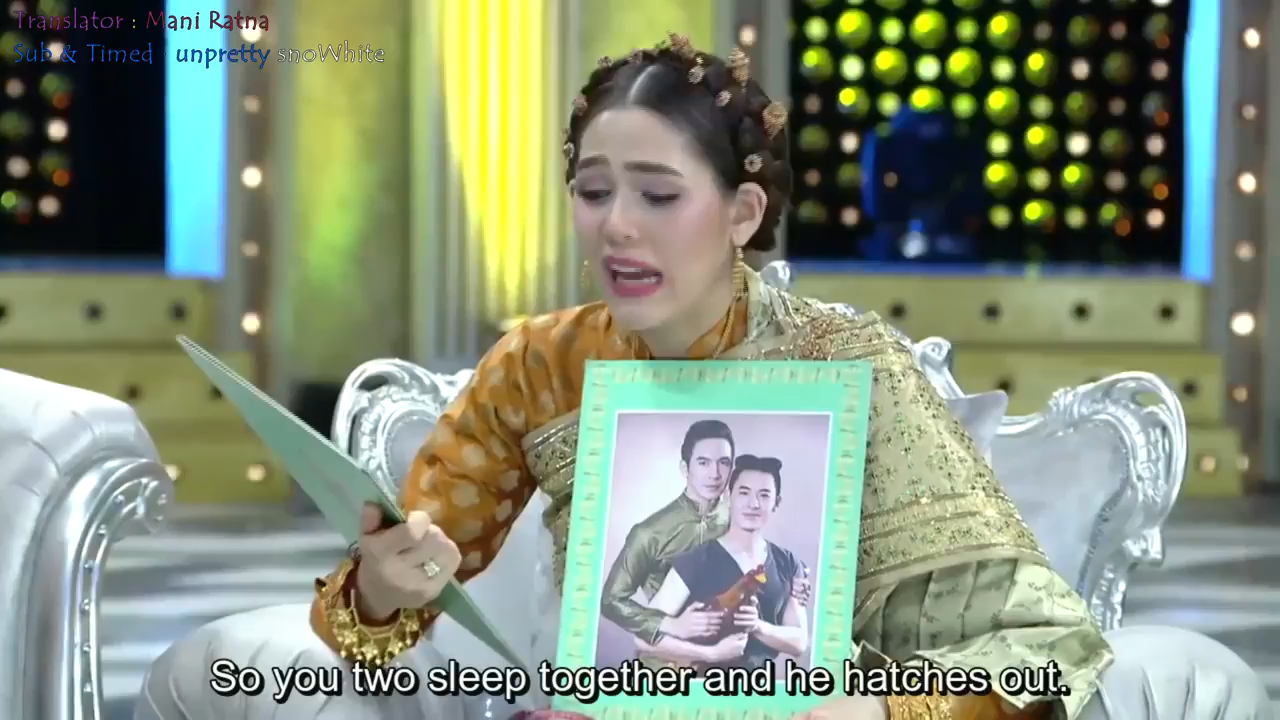 Translator : Mani Ratna
Sub & Timed : unpretty snoWhite
So you two sleep together and he hatches out.